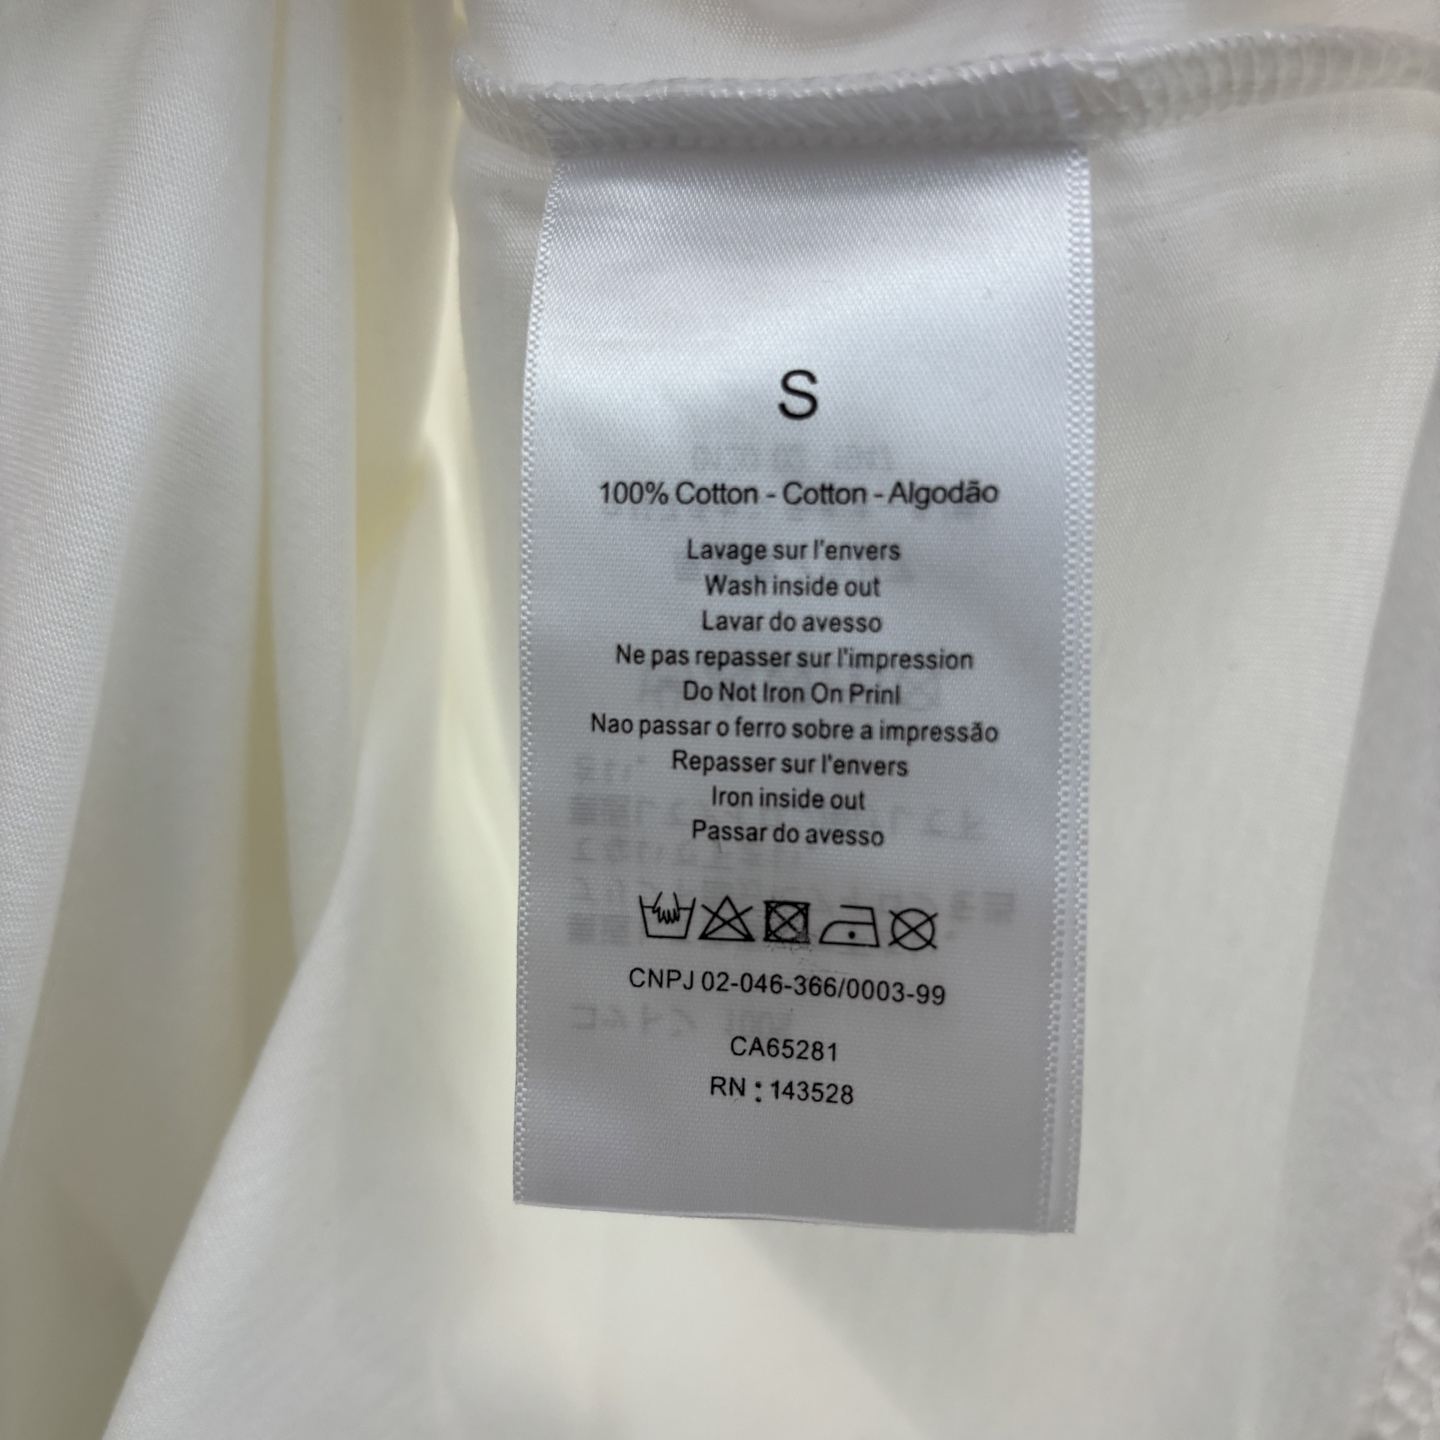 S
100% Cotton - Cotton - Algodão
Lavage sur l'envers
Wash inside out
Lavar do avesso
Ne pas repasser sur l'impression
Do Not Iron On Prinl
Nao passar o ferro sobre a impressão
Repasser sur l'envers
Iron inside out
Passar do avesso
CNPJ 02-046-366/0003-99
CA65281
RN : 143528